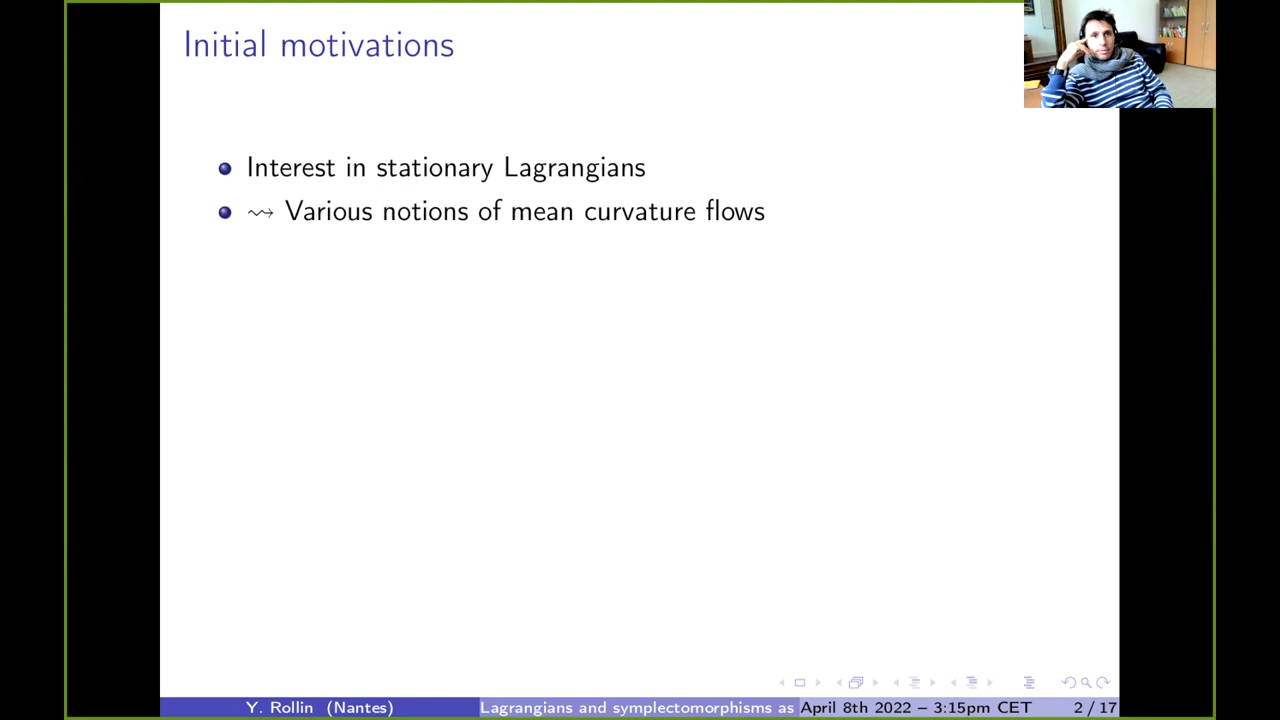 Initial motivations
Interest in stationary Lagrangians
⇝ Various notions of mean curvature flows
Y. Rollin (Nantes) Lagrangians and symplectomorphisms as April 8th 2022 – 3:15pm CET 2 / 17